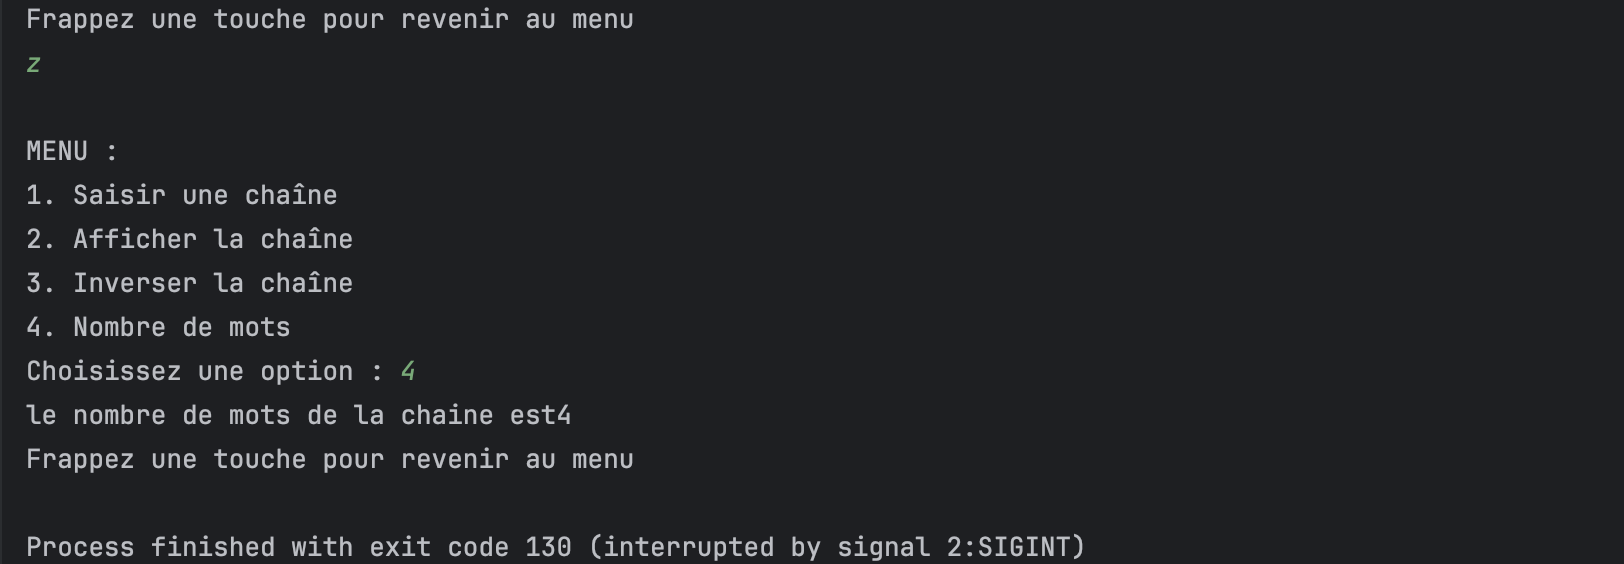 Frappez une touche pour revenir au menu
z
MENU :
1. Saisir une chaîne
2. Afficher la chaîne
3. Inverser la chaîne
4. Nombre de mots
Choisissez une option : 4
le nombre de mots de la chaine est4
Frappez une touche pour revenir au menu
Process finished with exit code 130 (interrupted by signal 2:SIGINT)